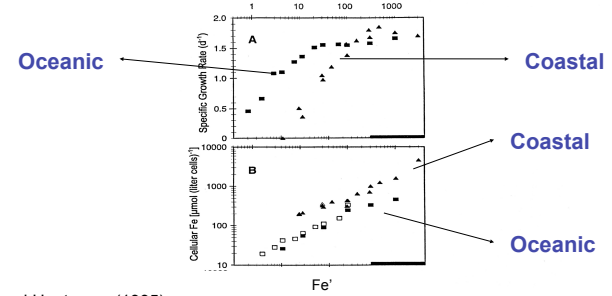 1 10 100 1000
2.0
A
1.5
1.0
0.5
0
Specific Growth Rate (d⁻¹)
Oceanic
Coastal
Coastal
10000
B
1000
100
10
Cellular Fe [µmol (liter cells)⁻¹]
Oceanic
Fe'
(1995)